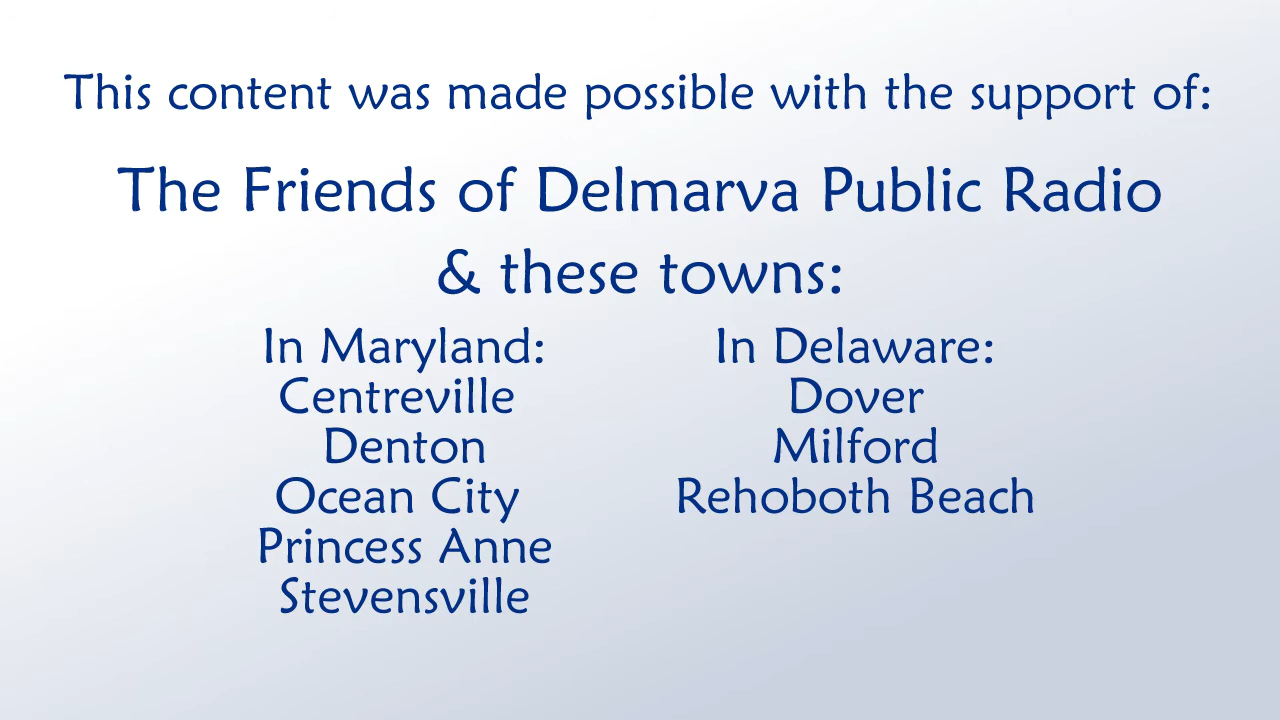 This content was made possible with the support of:
The Friends of Delmarva Public Radio
& these towns:
In Maryland:
Centreville
Denton
Ocean City
Princess Anne
Stevensville
In Delaware:
Dover
Milford
Rehoboth Beach